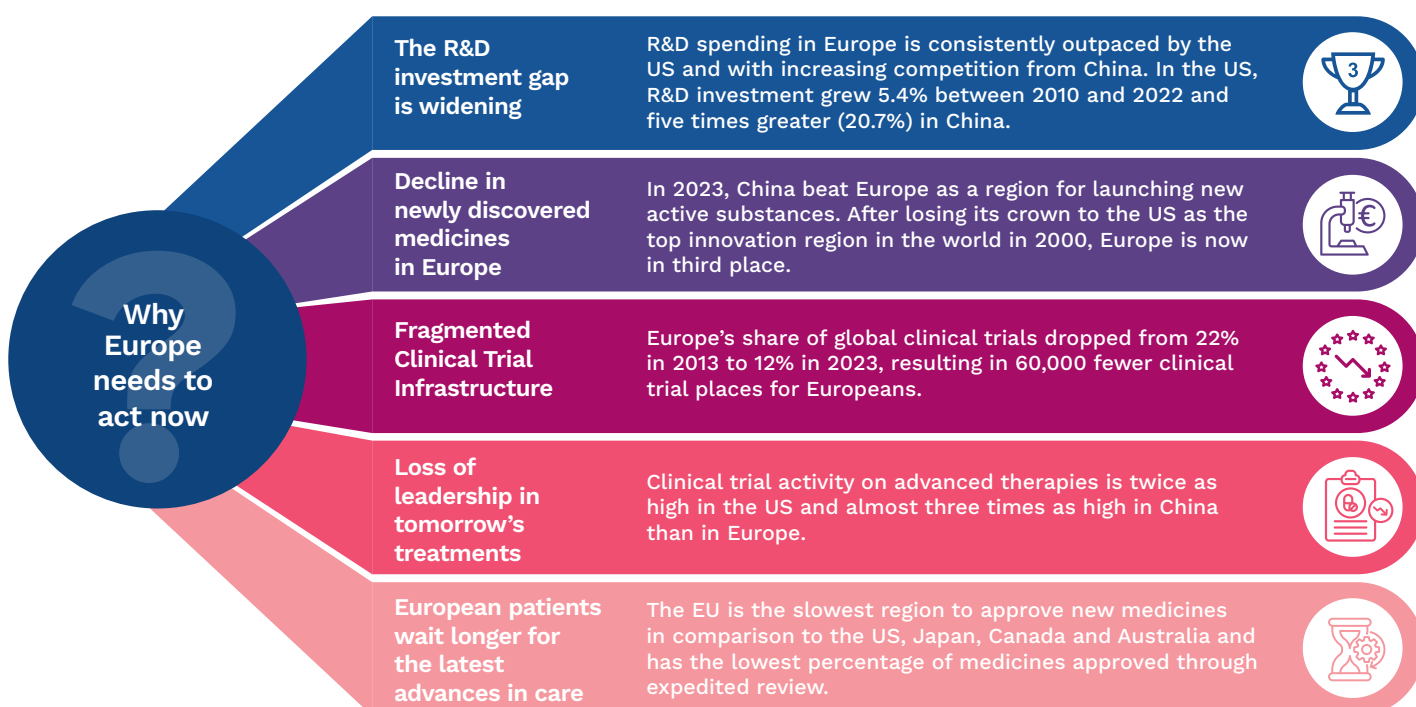 Why
Europe
needs to
act now
The R&D
investment gap
is widening
R&D spending in Europe is consistently outpaced by the
US and with increasing competition from China. In the US,
R&D investment grew 5.4% between 2010 and 2022 and
five times greater (20.7%) in China.
3
Decline in
newly discovered
medicines
in Europe
In 2023, China beat Europe as a region for launching new
active substances. After losing its crown to the US as the
top innovation region in the world in 2000, Europe is now
in third place.
€
Fragmented
Clinical Trial
Infrastructure
Europe’s share of global clinical trials dropped from 22%
in 2013 to 12% in 2023, resulting in 60,000 fewer clinical
trial places for Europeans.
Loss of
leadership in
tomorrow’s
treatments
Clinical trial activity on advanced therapies is twice as
high in the US and almost three times as high in China
than in Europe.
European patients
wait longer for
the latest
advances in care
The EU is the slowest region to approve new medicines
in comparison to the US, Japan, Canada and Australia and
has the lowest percentage of medicines approved through
expedited review.